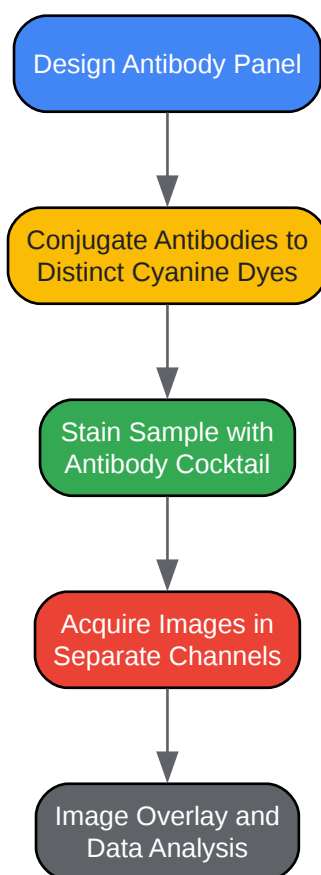 Design Antibody Panel
Conjugate Antibodies to
Distinct Cyanine Dyes
Stain Sample with
Antibody Cocktail
Acquire Images in
Separate Channels
Image Overlay and
Data Analysis